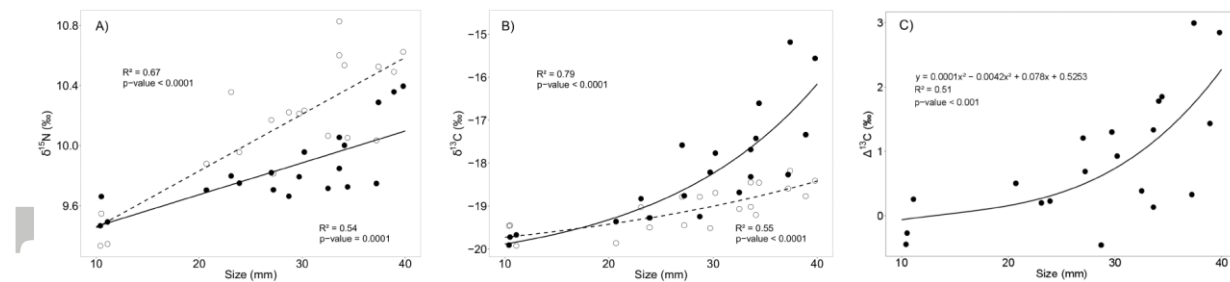 A)
10.8
10.4
10.0
9.6
δ¹⁵N (‰)
R² = 0.67
p-value < 0.0001
R² = 0.54
p-value = 0.0001
10
20
30
40
Size (mm)
B)
−15
−16
−17
−18
−19
−20
δ¹³C (‰)
R² = 0.79
p-value < 0.0001
R² = 0.55
p-value < 0.0001
10
20
30
40
Size (mm)
C)
3
2
1
0
Δ¹³C (‰)
y = 0.0001x² − 0.0042x² + 0.078x + 0.5253
R² = 0.51
p-value < 0.001
10
20
30
40
Size (mm)